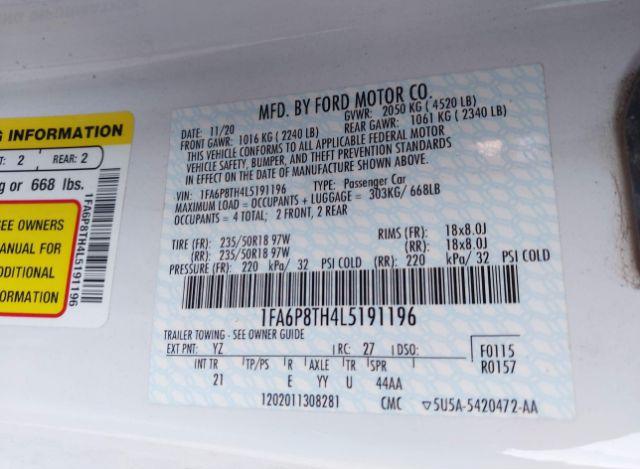 G INFORMATION
T: 2 REAR: 2
g or 668 lbs.
SEE OWNERS
MANUAL FOR
ADDITIONAL
INFORMATION
1FA6P8TH4L5191196
MFD. BY FORD MOTOR CO.
DATE: 11/20 GVWR: 2050 KG ( 4520 LB)
FRONT GAWR: 1016 KG ( 2240 LB) REAR GAWR: 1061 KG ( 2340 LB)
THIS VEHICLE CONFORMS TO ALL APPLICABLE FEDERAL MOTOR
VEHICLE SAFETY, BUMPER, AND THEFT PREVENTION STANDARDS
IN EFFECT ON THE DATE OF MANUFACTURE SHOWN ABOVE.
VIN: 1FA6P8TH4L5191196 TYPE: Passenger Car
MAXIMUM LOAD = OCCUPANTS + LUGGAGE = 303KG/ 668LB
OCCUPANTS = 4 TOTAL; 2 FRONT, 2 REAR
TIRE (FR): 235/50R18 97W RIMS (FR): 18x8.0J
(RR): 235/50R18 97W (RR): 18x8.0J
PRESSURE (FR): 220 kPa/ 32 PSI COLD (RR): 220 kPa/ 32 PSI COLD
1FA6P8TH4L5191196
TRAILER TOWING - SEE OWNER GUIDE
EXT PNT: YZ RC: 27 DSO: F0115
INT TR TP/PS R AXLE TR SPR R0157
21 E YY U 44AA
1202011308281 CMC ▽5U5A-5420472-AA